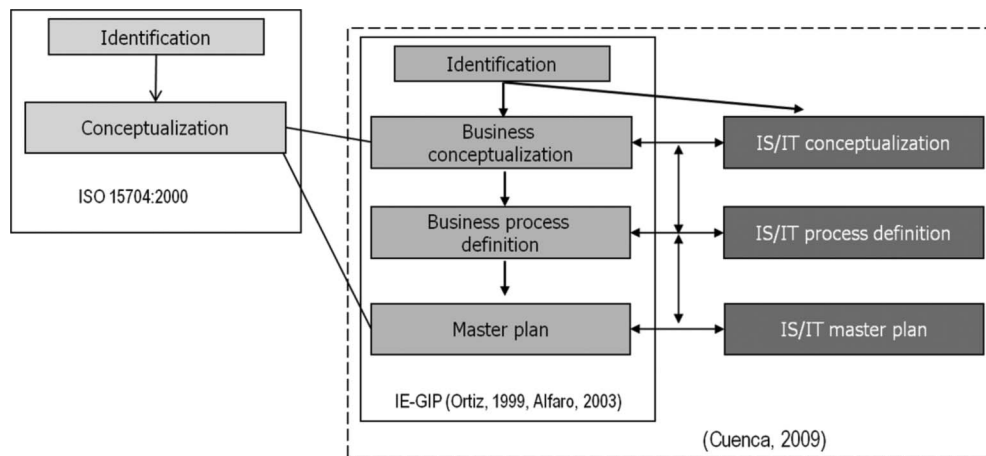 Identification
Conceptualization
ISO 15704:2000
Identification
Business
conceptualization
IS/IT conceptualization
Business process
definition
IS/IT process definition
Master plan
IS/IT master plan
IE-GIP (Ortiz, 1999, Alfaro, 2003)
(Cuenca, 2009)